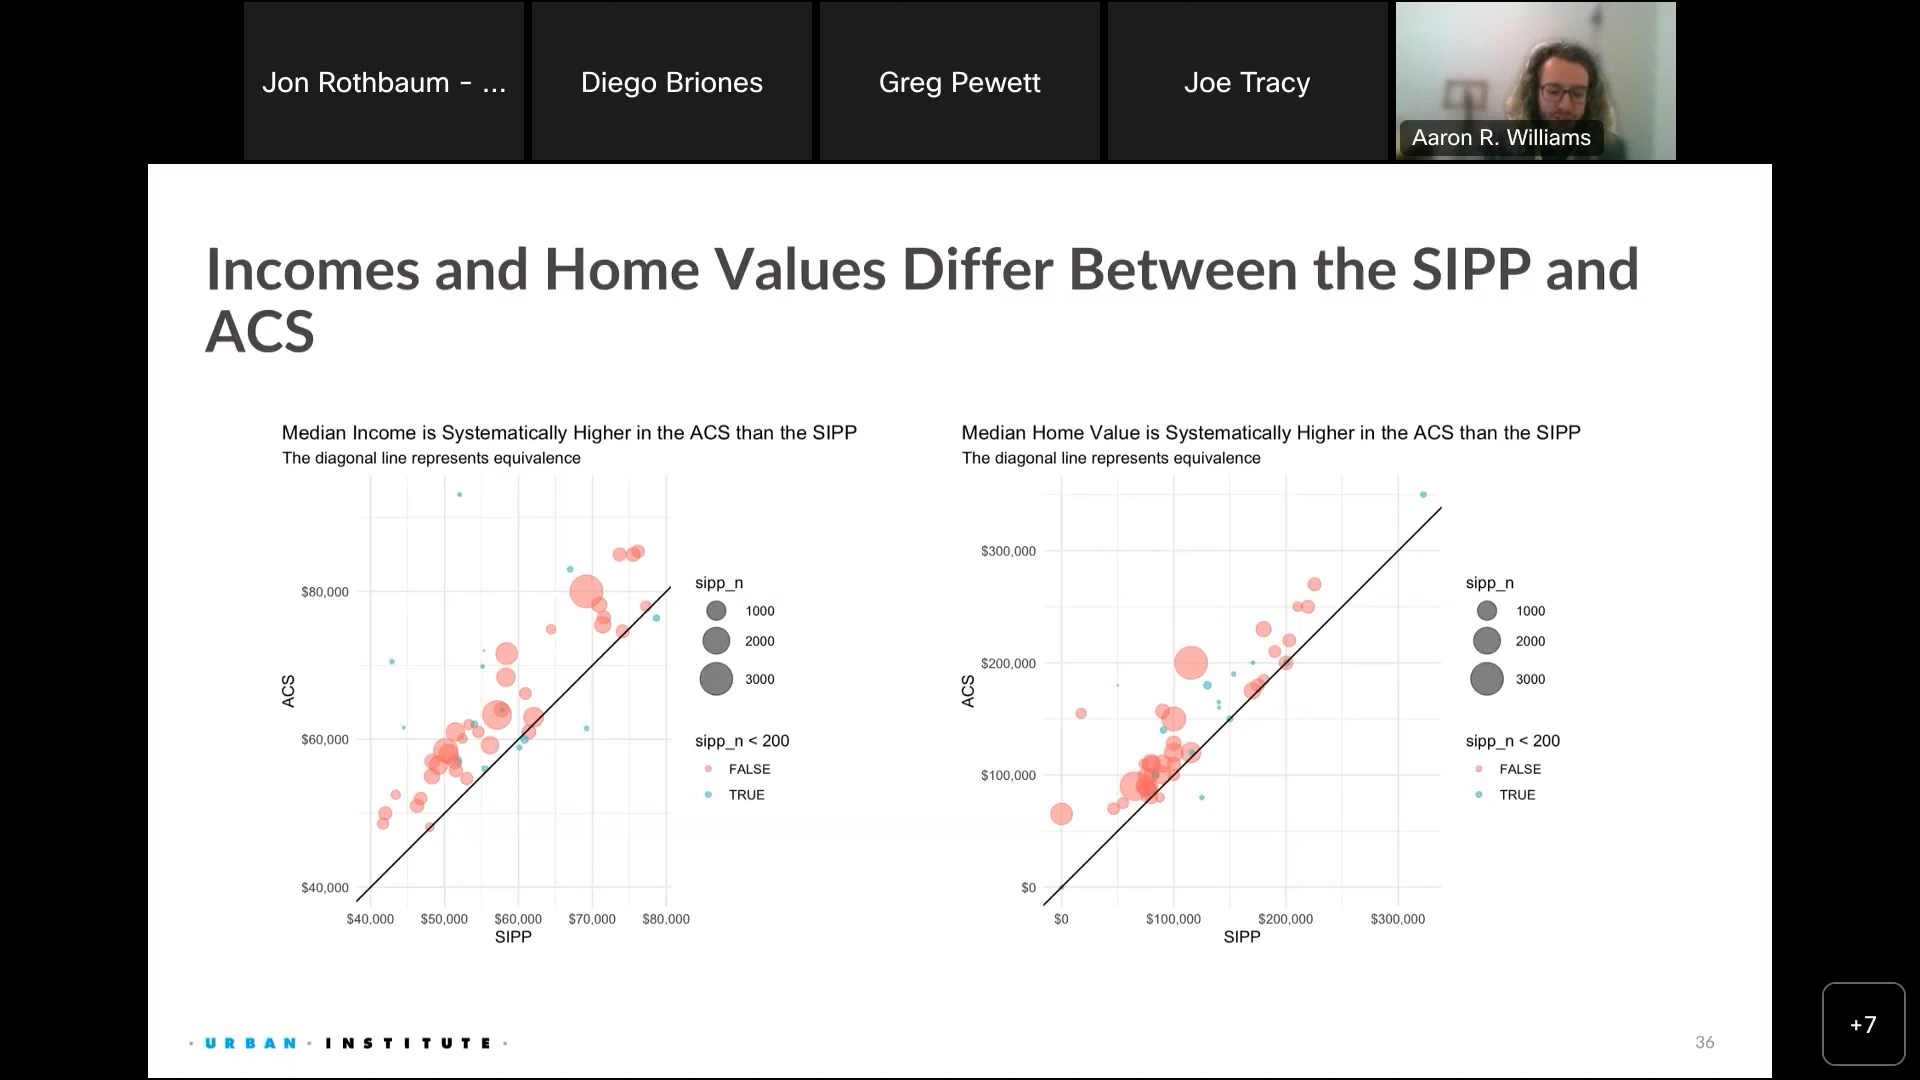 Jon Rothbaum - ...
Diego Briones
Greg Pewett
Joe Tracy
Aaron R. Williams
Incomes and Home Values Differ Between the SIPP and
ACS
Median Income is Systematically Higher in the ACS than the SIPP
The diagonal line represents equivalence
$80,000
$60,000
$40,000
ACS
$40,000
$50,000
$60,000
$70,000
$80,000
SIPP
sipp_n
1000
2000
3000
sipp_n < 200
FALSE
TRUE
Median Home Value is Systematically Higher in the ACS than the SIPP
The diagonal line represents equivalence
$300,000
$200,000
$100,000
$0
ACS
$0
$100,000
$200,000
$300,000
SIPP
sipp_n
1000
2000
3000
sipp_n < 200
FALSE
TRUE
· URBAN · INSTITUTE ·
36
+7